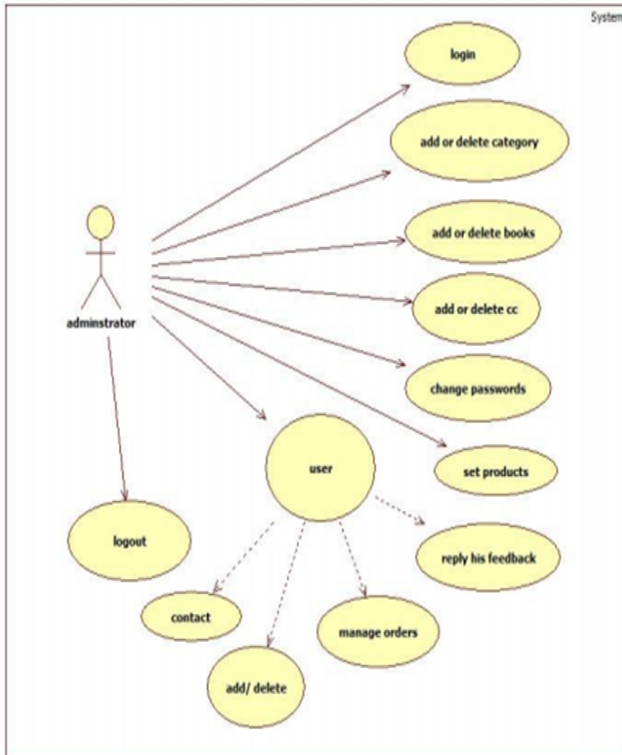 System
login
add or delete category
add or delete books
add or delete cc
adminstrator
change passwords
user
set products
logout
reply his feedback
contact
manage orders
add/ delete